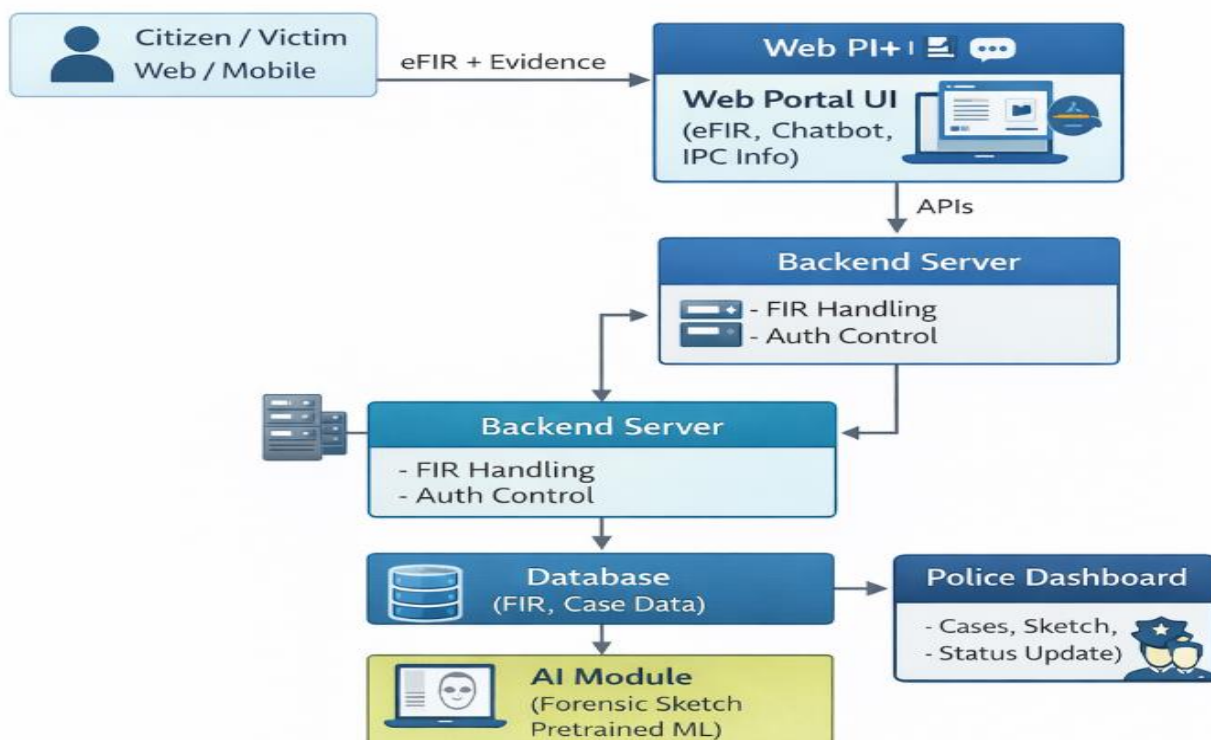 Citizen / Victim
Web / Mobile
eFIR + Evidence
Web PI+ I
Web Portal UI
(eFIR, Chatbot,
IPC Info)
APIs
Backend Server
- FIR Handling
- Auth Control
Backend Server
- FIR Handling
- Auth Control
Database
(FIR, Case Data)
Police Dashboard
- Cases, Sketch,
- Status Update)
AI Module
(Forensic Sketch
Pretrained ML)